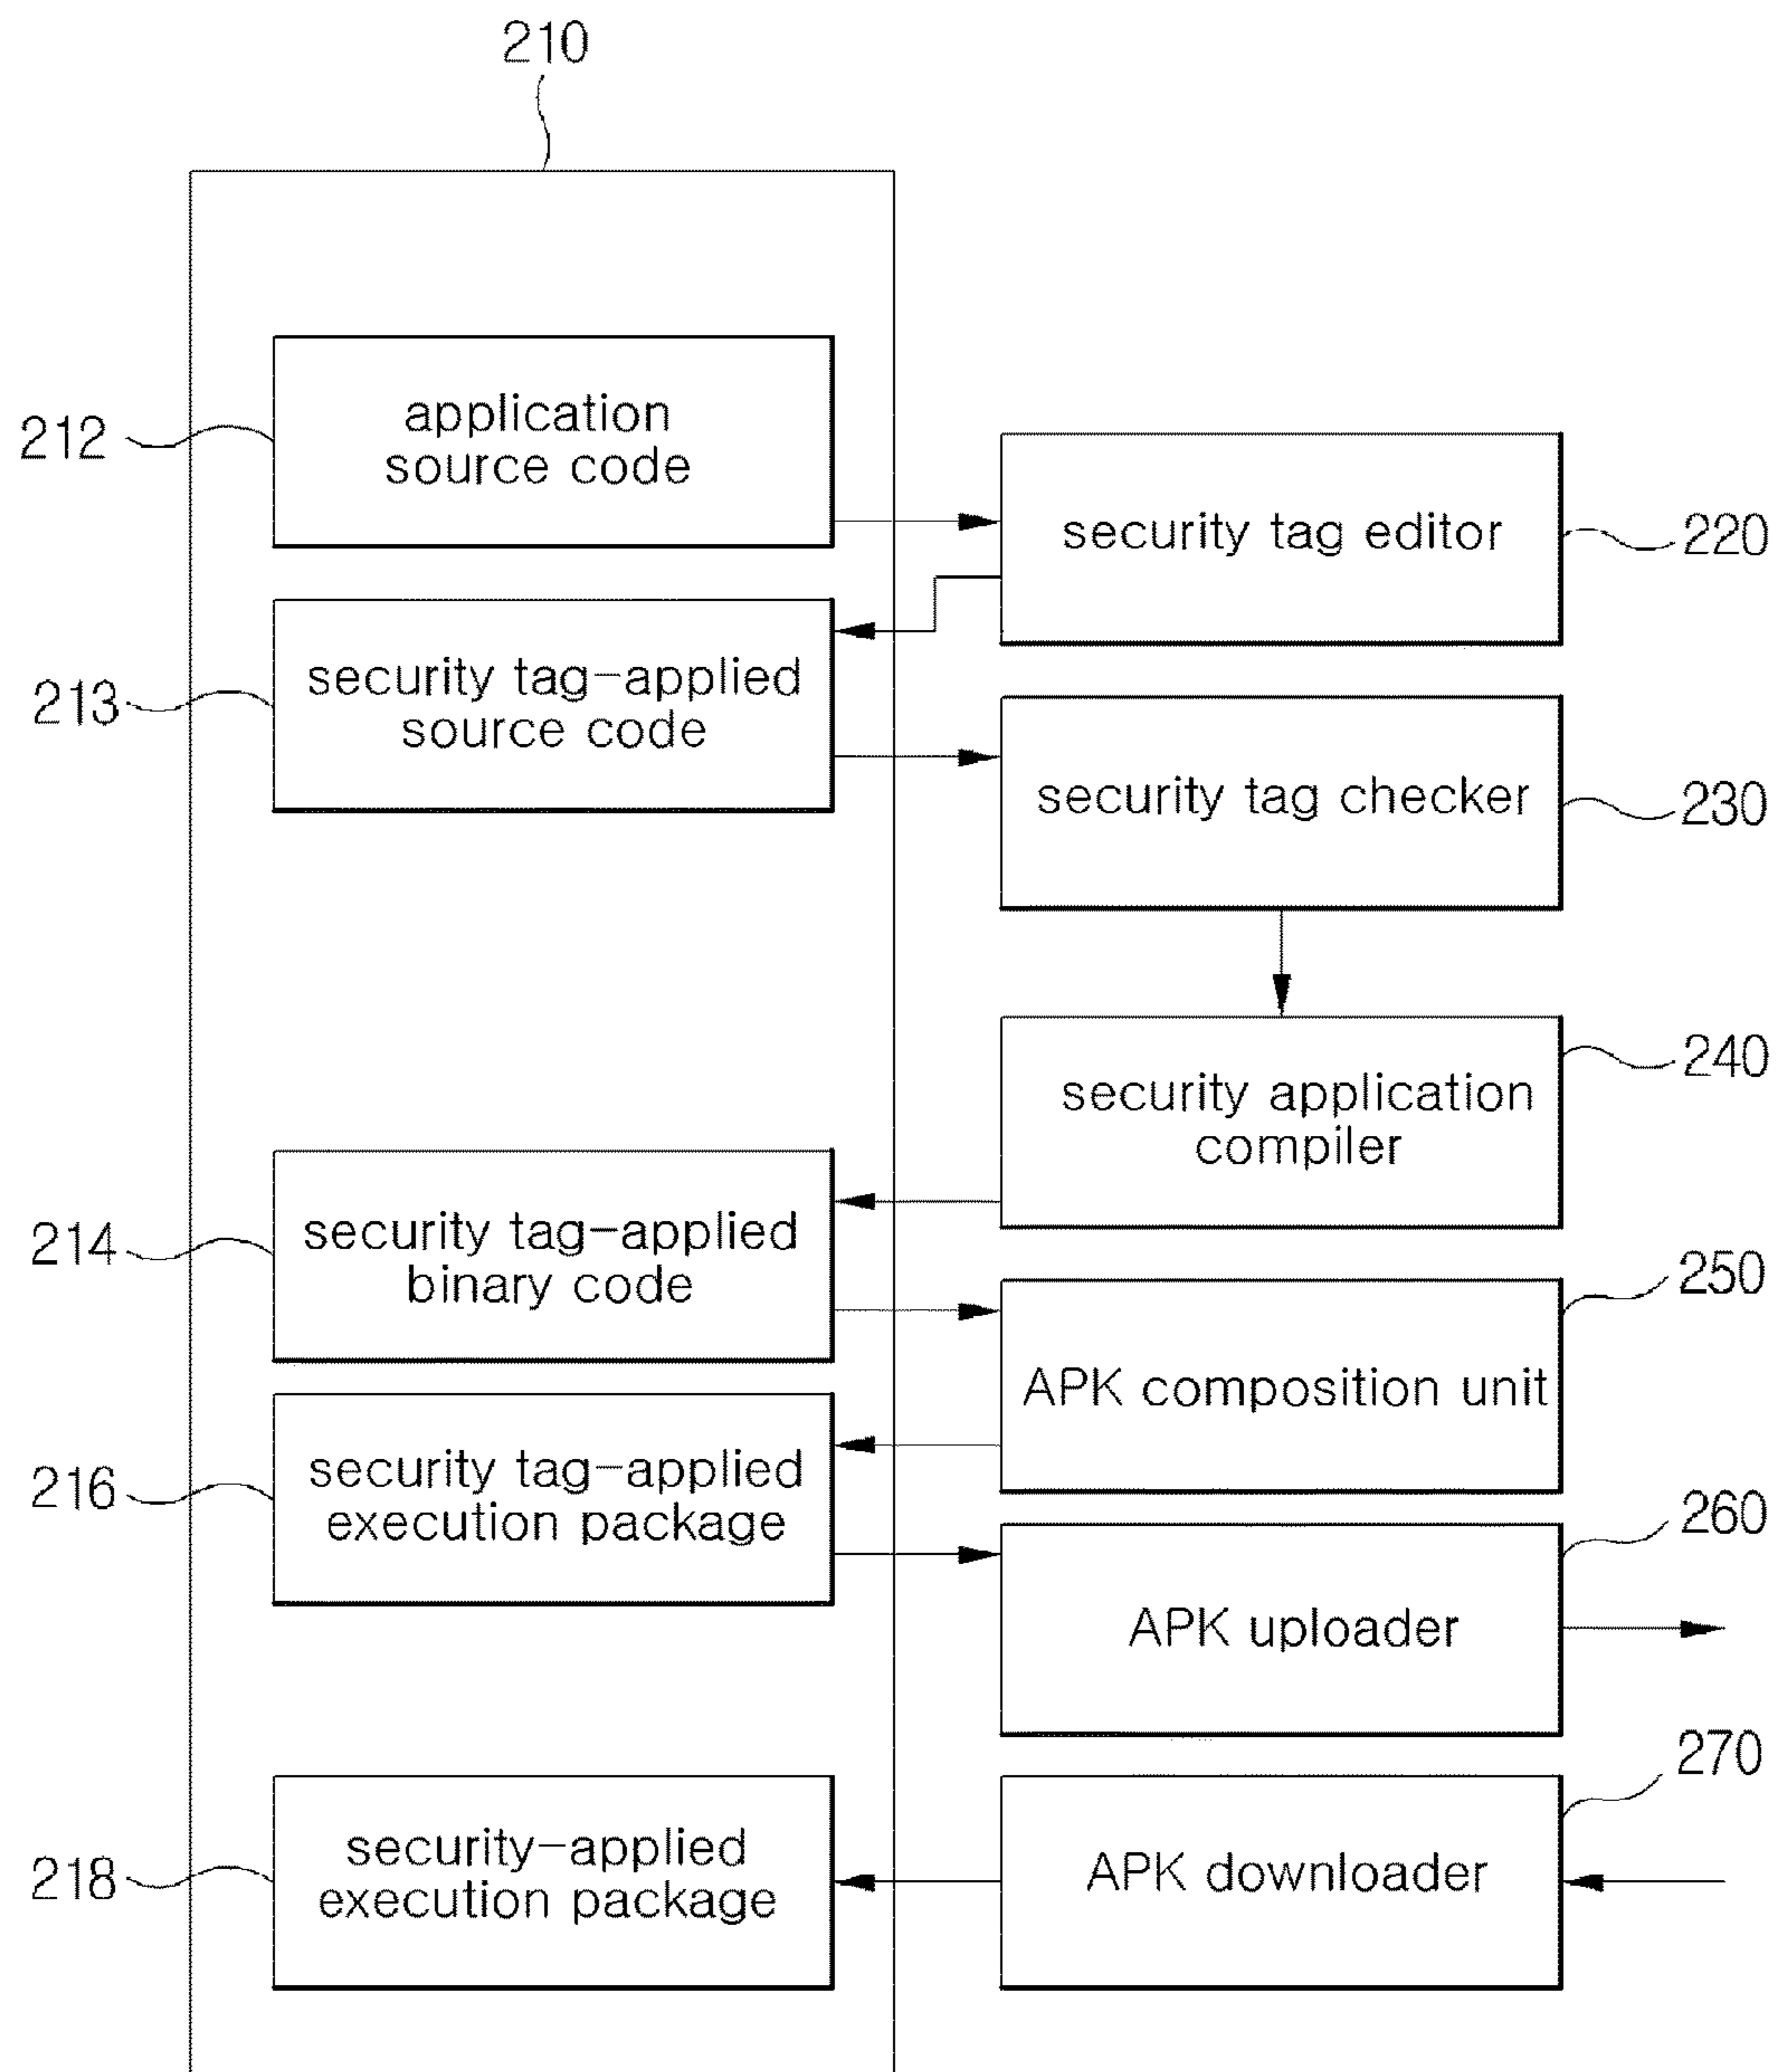 210
212
application
source code
security tag editor
220
213
security tag-applied
source code
security tag checker
230
security application
compiler
240
214
security tag-applied
binary code
250
APK composition unit
216
security tag-applied
execution package
260
APK uploader
270
218
security-applied
execution package
APK downloader